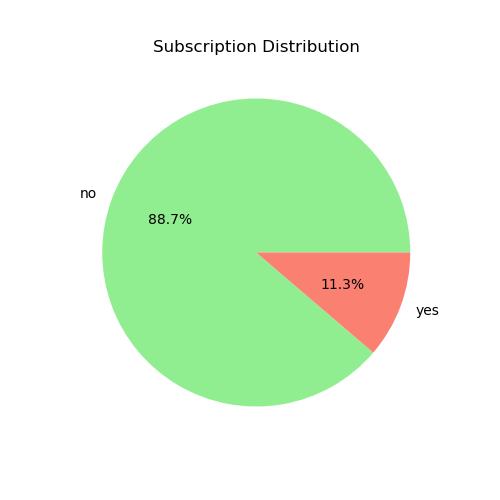 Subscription Distribution
no
88.7%
11.3%
yes